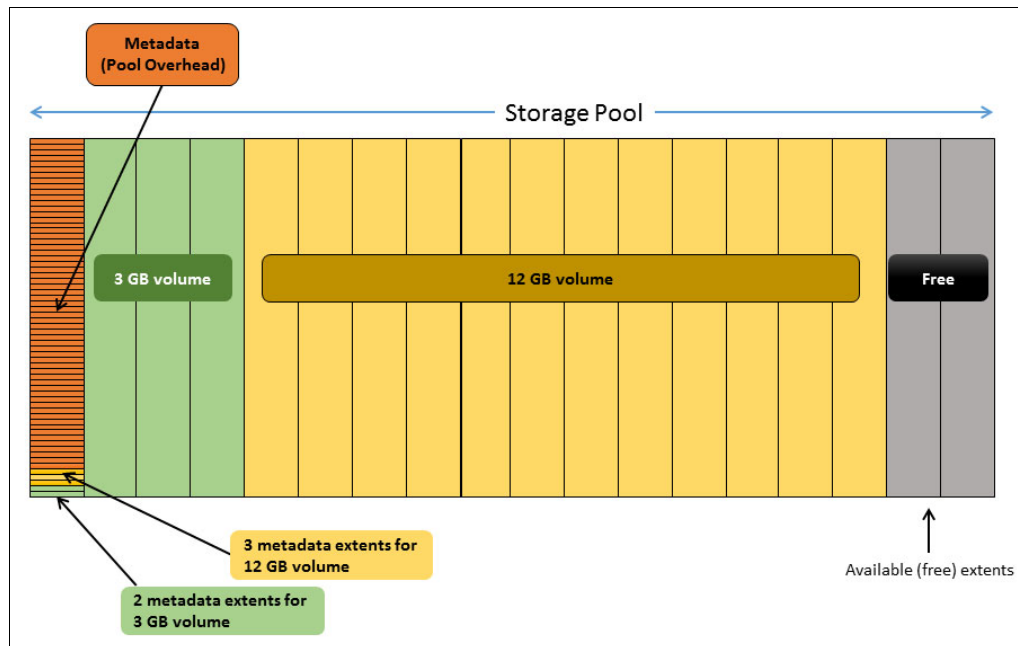 Metadata
(Pool Overhead)
Storage Pool
3 GB volume
12 GB volume
Free
3 metadata extents for
12 GB volume
Available (free) extents
2 metadata extents for
3 GB volume